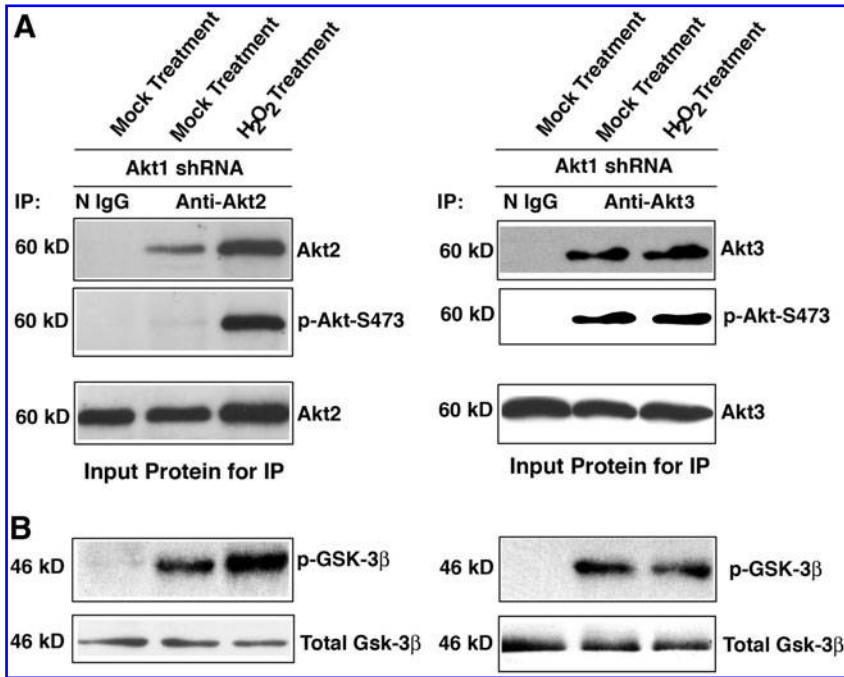 A
Mock Treatment
Mock Treatment
H2O2 Treatment
Akt1 shRNA
IP: N IgG Anti-Akt2
60 kD Akt2
60 kD p-Akt-S473
60 kD Akt2
Input Protein for IP
Mock Treatment
Mock Treatment
H2O2 Treatment
Akt1 shRNA
IP: N IgG Anti-Akt3
60 kD Akt3
60 kD p-Akt-S473
60 kD Akt3
Input Protein for IP
B
46 kD p-GSK-3β
46 kD Total Gsk-3β
46 kD p-GSK-3β
46 kD Total Gsk-3β